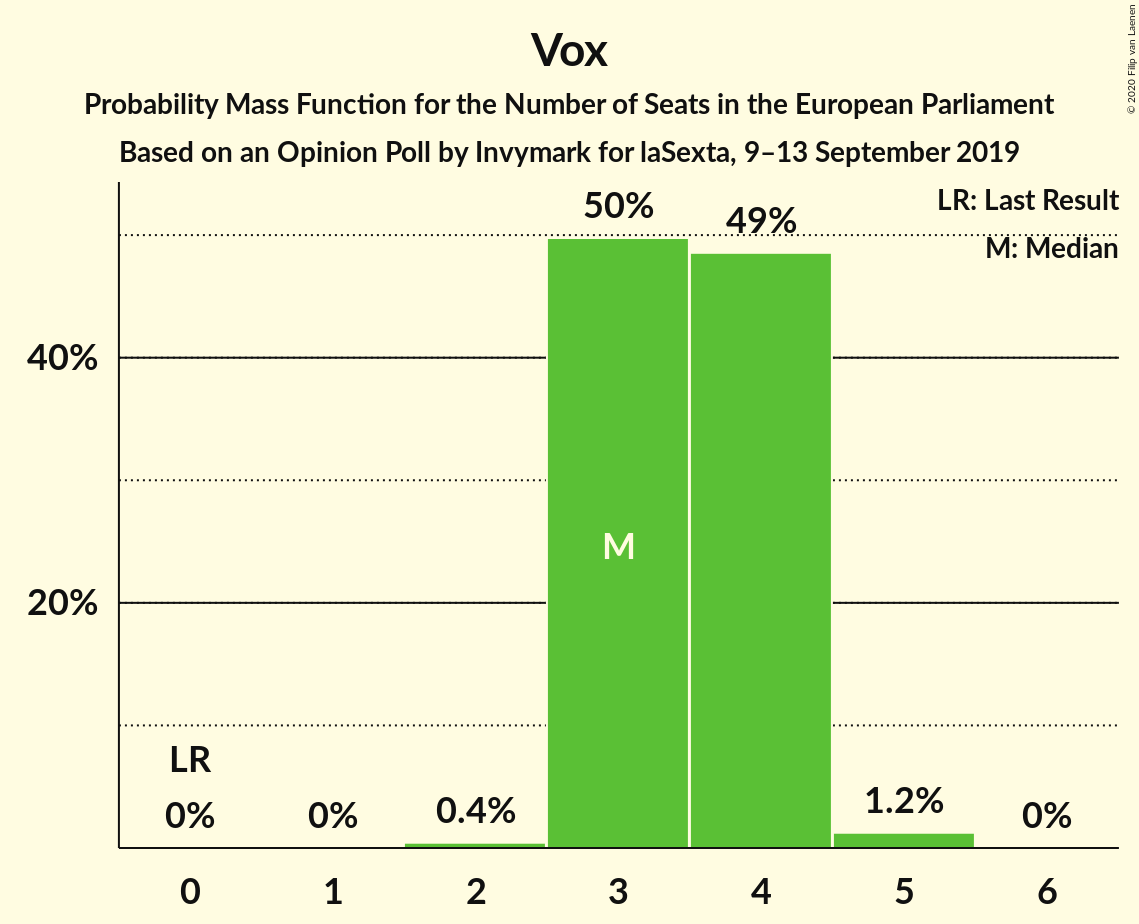 Vox
Probability Mass Function for the Number of Seats in the European Parliament
Based on an Opinion Poll by Invymark for laSexta, 9–13 September 2019
© 2020 Filip van Laenen
LR: Last Result
M: Median
50%
49%
40%
20%
M
LR
0%
0%
0.4%
1.2%
0%
0 1 2 3 4 5 6